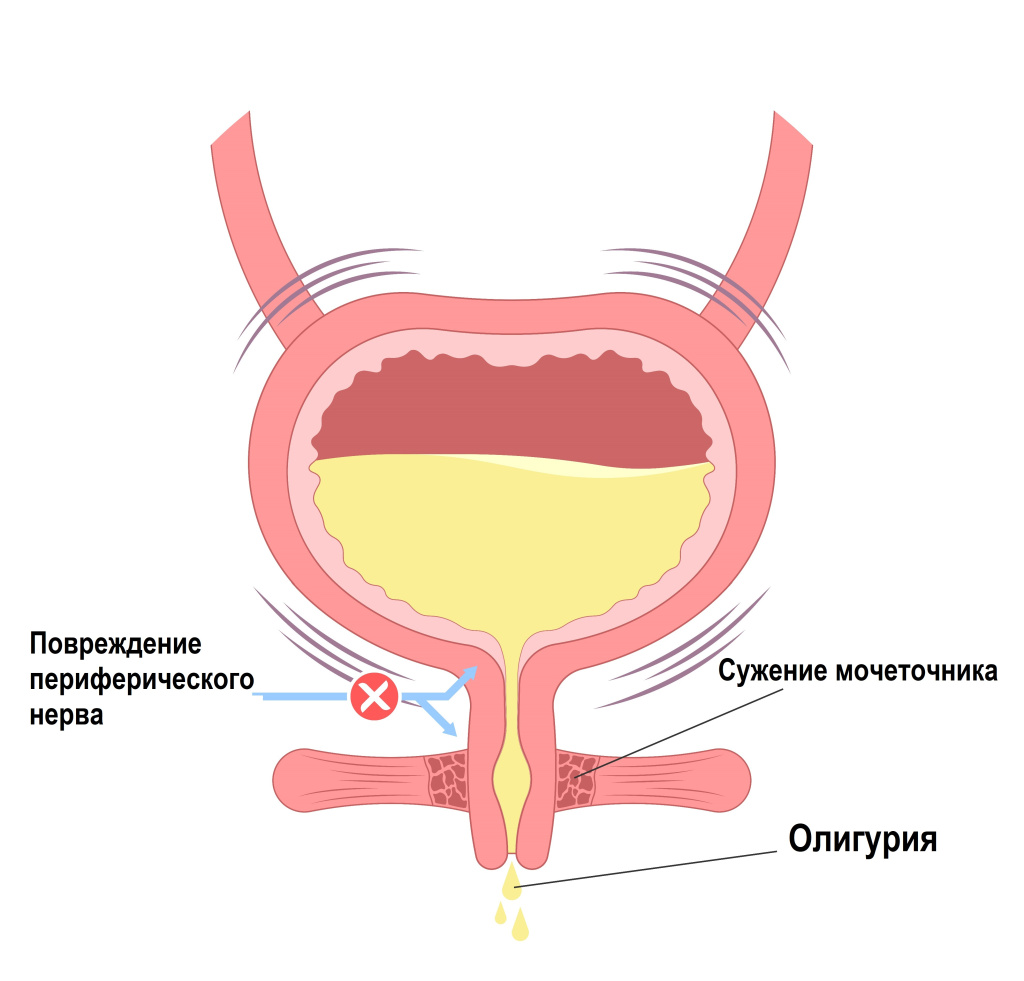 Повреждение
периферического
нерва
Сужение мочеточника
Олигурия